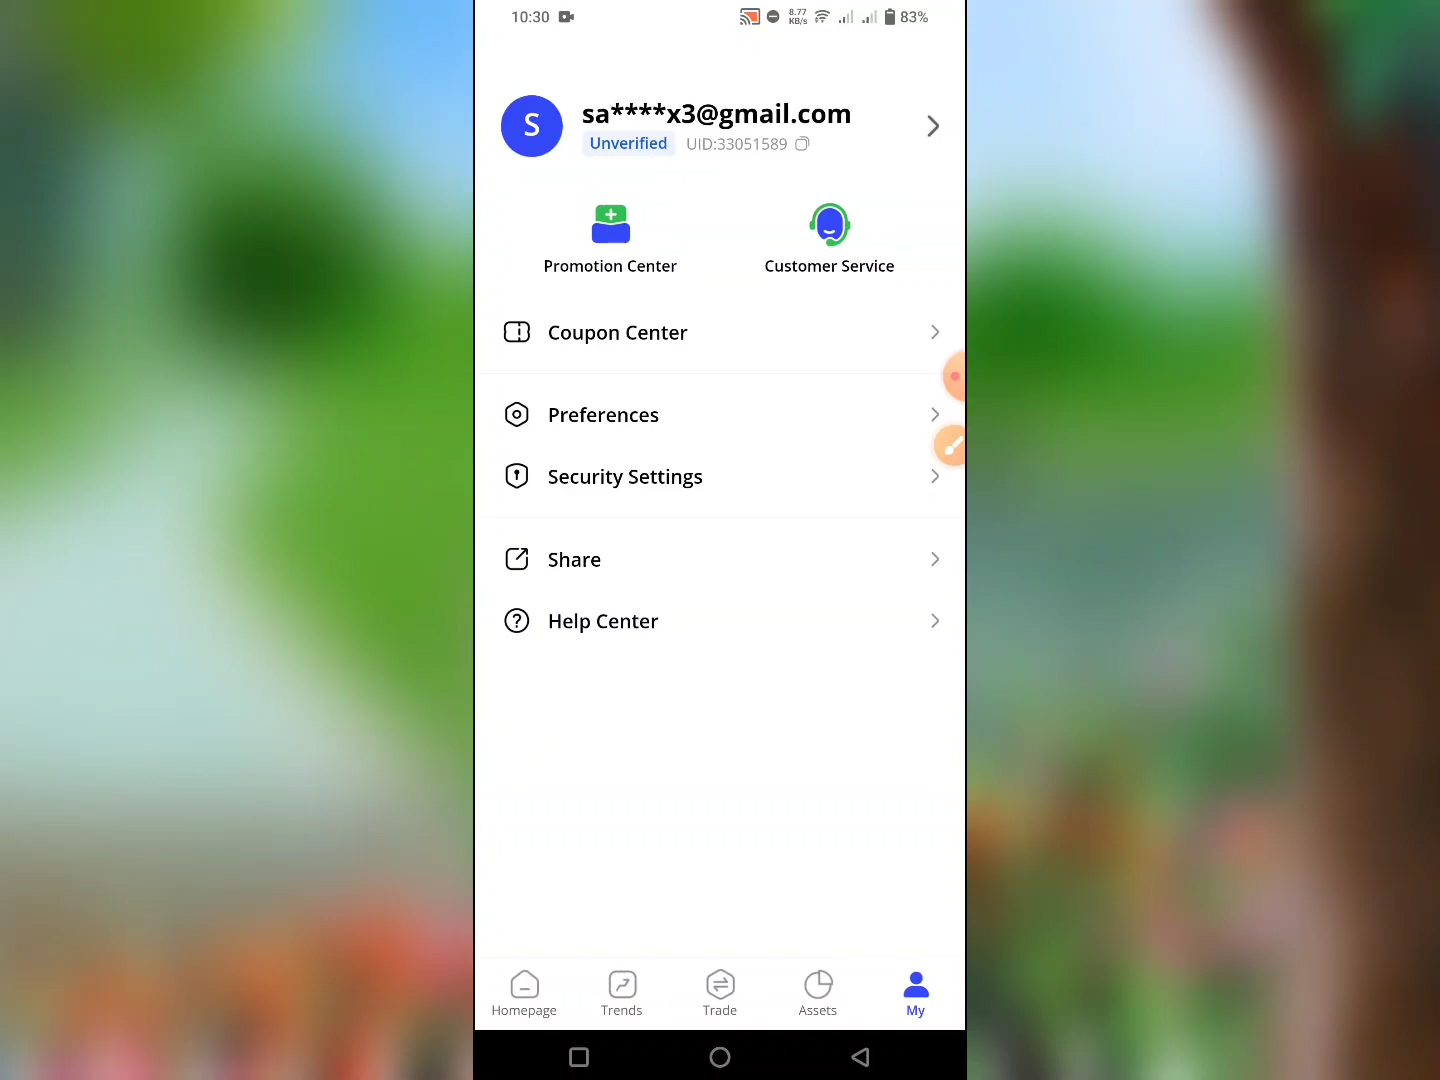 10:30
8.77
KB/s
83%
S
sa****x3@gmail.com
Unverified UID:33051589
Promotion Center
Customer Service
Coupon Center
Preferences
Security Settings
Share
Help Center
Homepage
Trends
Trade
Assets
My